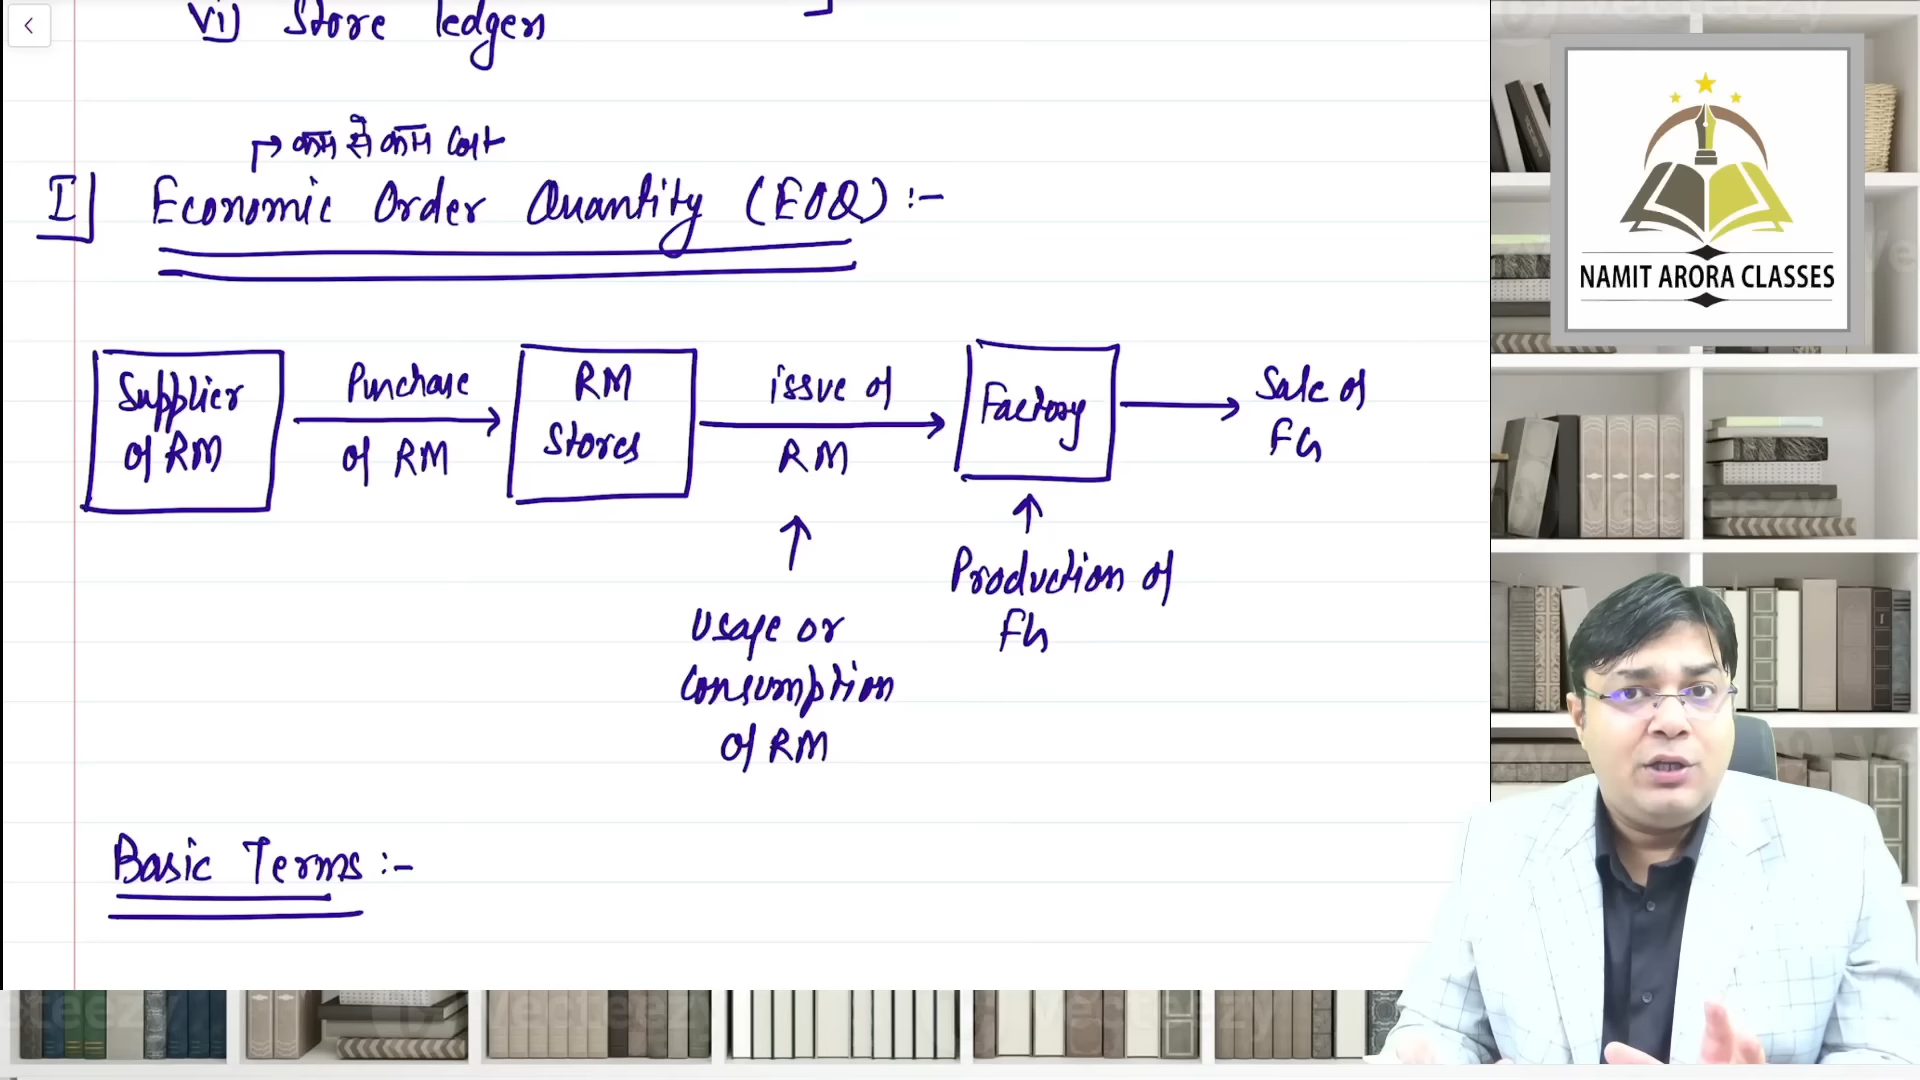 vi) Store ledger
→ कम से कम Cost
I] Economic Order Quantity (EOQ) :-
Supplier of RM
Purchase of RM
RM Stores
issue of RM
Factory
Sale of FG
Usage or Consumption of RM
Production of FG
Basic Terms :-
NAMIT ARORA CLASSES
Vecteezy